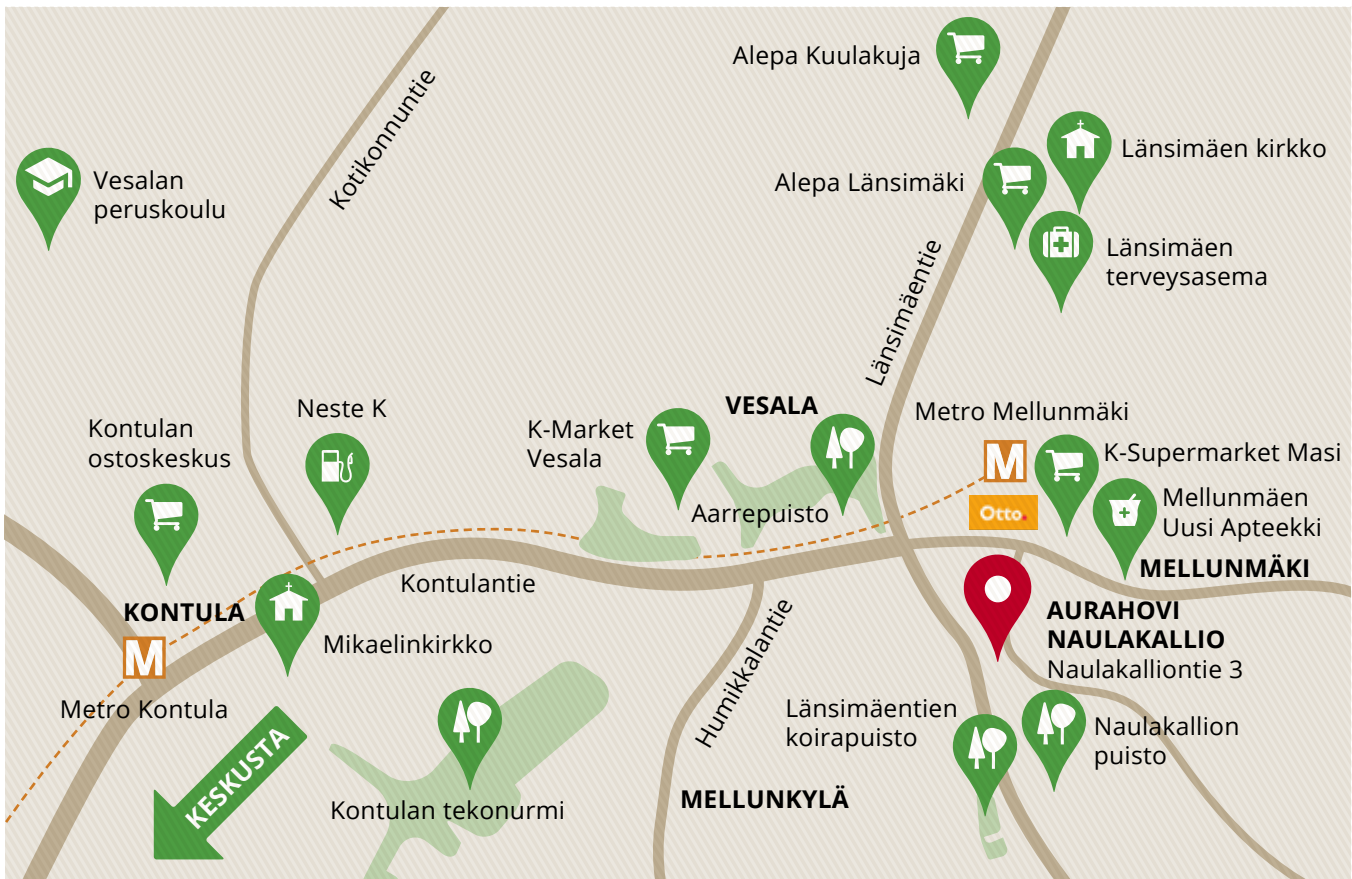 Alepa Kuulakuja
Kotikonnuntie
Länsimäen kirkko
Vesalan
peruskoulu
Alepa Länsimäki
Länsimäen
terveysasema
Länsimäentie
Neste K
VESALA
Metro Mellunmäki
Kontulan
ostoskeskus
K-Market
Vesala
M
K-Supermarket Masi
Aarrepuisto
Otto.
Mellunmäen
Uusi Apteekki
Kontulantie
MELLUNMÄKI
KONTULA
M
Mikaelinkirkko
Metro Kontula
Humikkalantie
AURAHOVI
NAULAKALLIO
Naulakalliontie 3
KESKUSTA
Länsimäentien
koirapuisto
Naulakallion
puisto
Kontulan tekonurmi
MELLUNKYLÄ